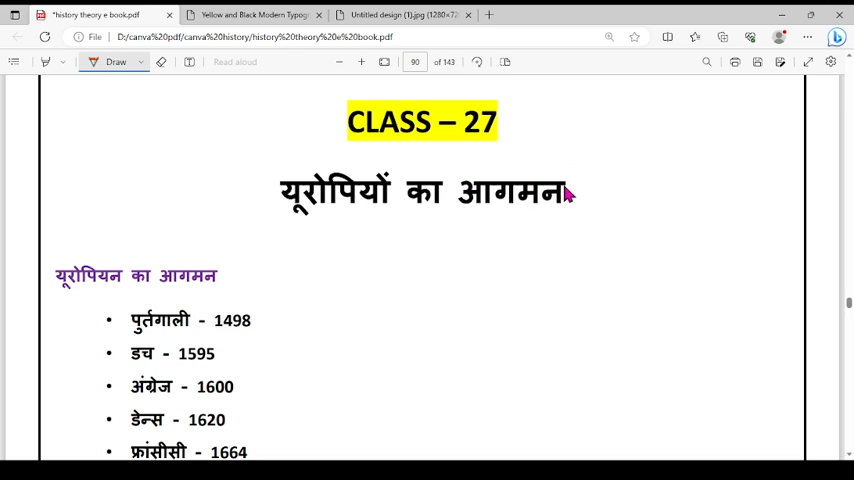 *history theory e book.pdf
Yellow and Black Modern Typogr
Untitled design (1).jpg (1280×72
File
D:/canva%20pdf/canva%20history/history%20theory%20e%20book.pdf
Draw
Read aloud
90 of 143
CLASS – 27
यूरोपियों का आगमन
यूरोपियन का आगमन
• पुर्तगाली - 1498
• डच - 1595
• अंग्रेज - 1600
• डेन्स - 1620
• फ्रांसीसी - 1664